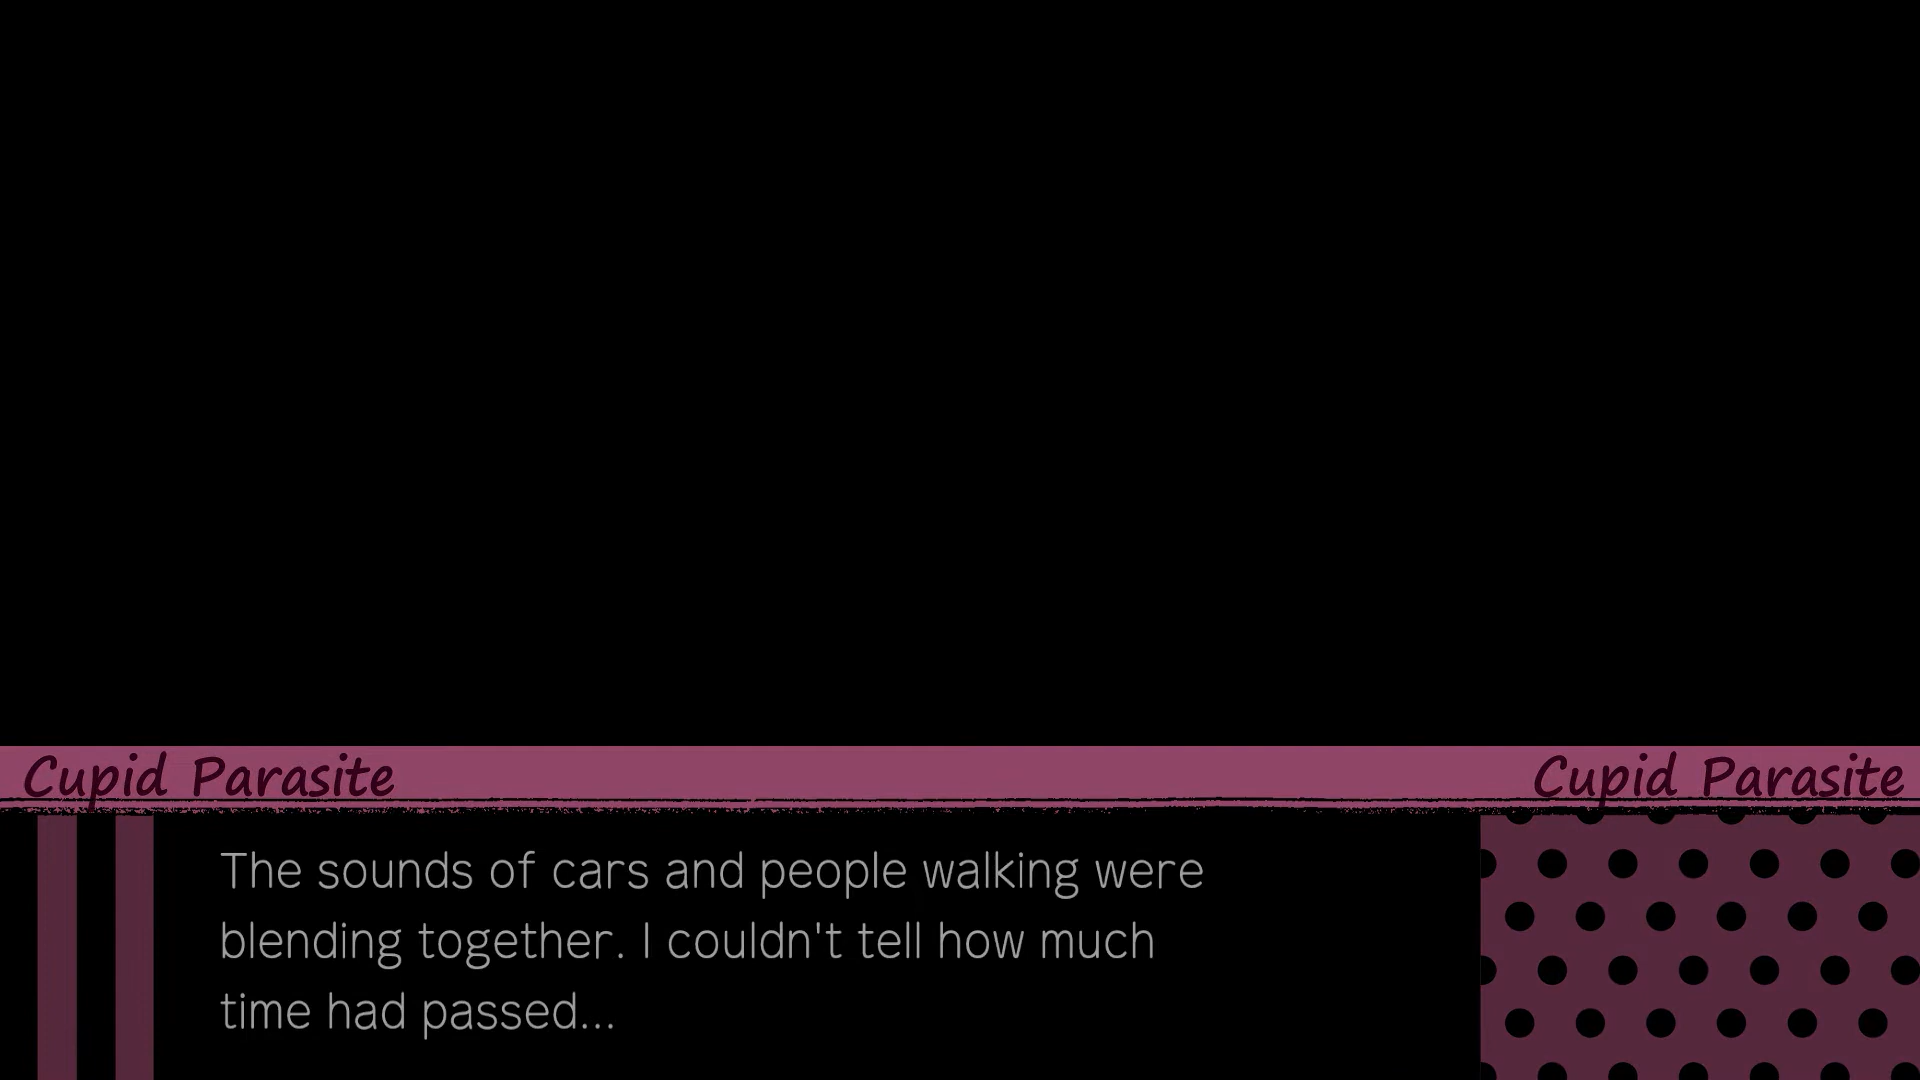 Cupid Parasite
Cupid Parasite
The sounds of cars and people walking were
blending together. I couldn't tell how much
time had passed...